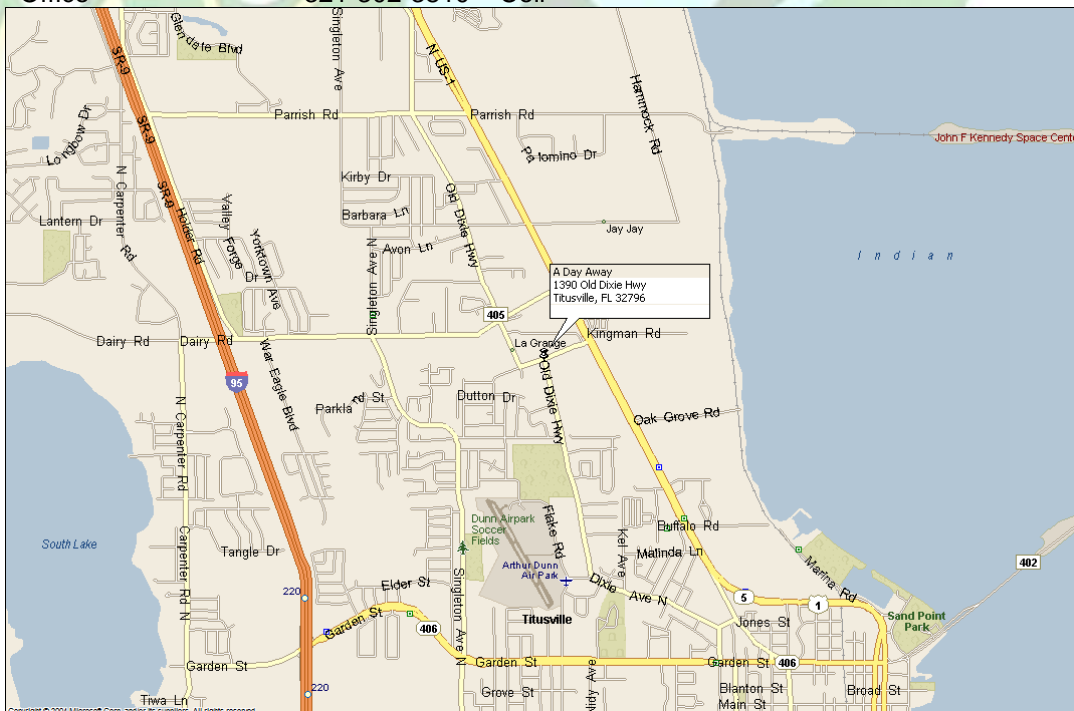 Glendate Blvd
SR-9
Singleton Ave
N US-1
Hammock Rd
Parrish Rd
Parrish Rd
John F Kennedy Space Cente
SR-9
Longbow Dr
Palomino Dr
N Carpenter Rd
SR-9
Kirby Dr
Old Dixie Hwy
Lantern Dr
Holder Rd
Valley Forge Dr
Barbara Ln
Jay Jay
Yorktown Ave
Singleton Ave N
Avon Ln
Indian
A Day Away
1390 Old Dixie Hwy
Titusville, FL 32796
405
Dairy Rd
Dairy Rd
La Grange
Kingman Rd
War Eagle Blvd
95
Old Dixie Hwy
Parkla rd St
Dutton Dr
N Carpenter Rd
Oak Grove Rd
Dunn Airpark
Soccer
Fields
Flake Rd
Buffalo Rd
Kel Ave
South Lake
Tangle Dr
Malinda Ln
Carpenter Rd N
Arthur Dunn
Air Park
Marina Rd
402
Elder St
Singleton Ave N
Dixie Ave N
220
5
1
Garden St
406
Titusville
Jones St
Sand Point
Park
Garden St
Garden St
Garden St
406
220
Tiwa Ln
Grove St
Blanton St
Broad St
Main St